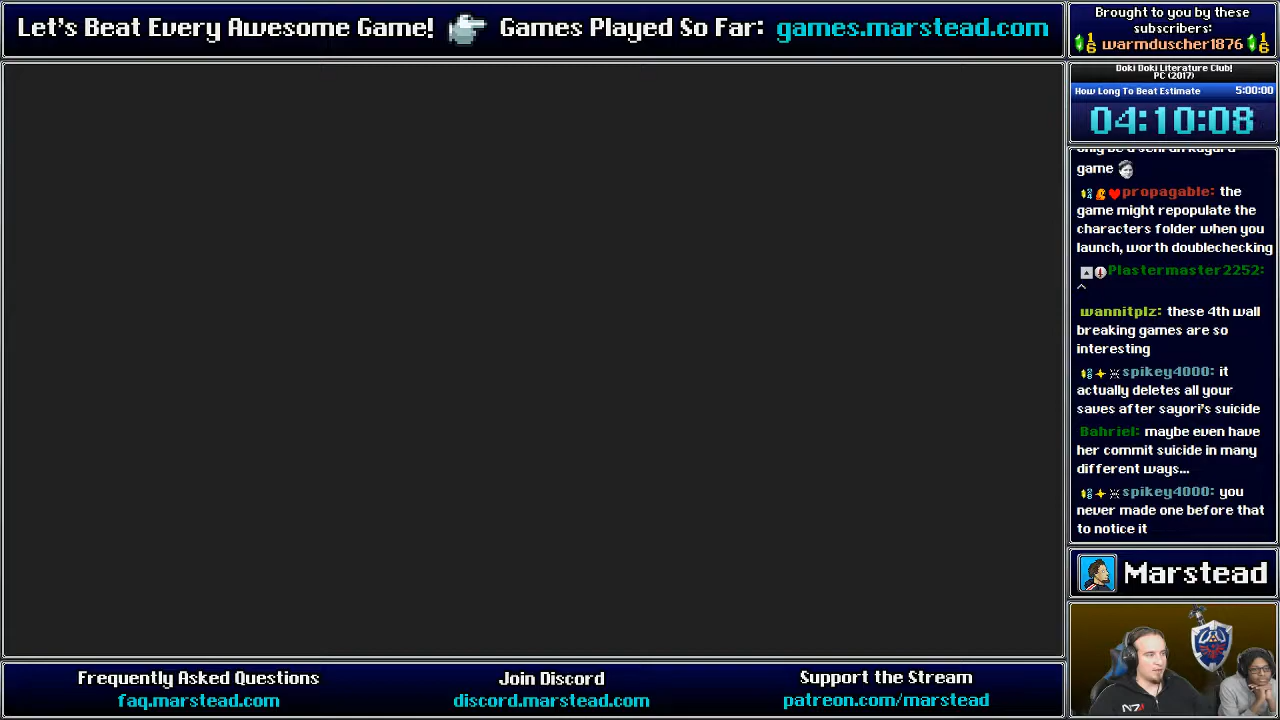 Let's Beat Every Awesome Game! Games Played So Far: games.marstead.com
Brought to you by these
subscribers:
warmduscher1876
Doki Doki Literature Club!
PC (2017)
How Long To Beat Estimate 5:00:00
04:10:08
game
propagable: the
game might repopulate the
characters folder when you
launch, worth doublechecking
Plastermaster2252:
^
wannitplz: these 4th wall
breaking games are so
interesting
spikey4000: it
actually deletes all your
saves after sayori's suicide
Bahriel: maybe even have
her commit suicide in many
different ways...
spikey4000: you
never made one before that
to notice it
Marstead
N7
Frequently Asked Questions
faq.marstead.com
Join Discord
discord.marstead.com
Support the Stream
patreon.com/marstead